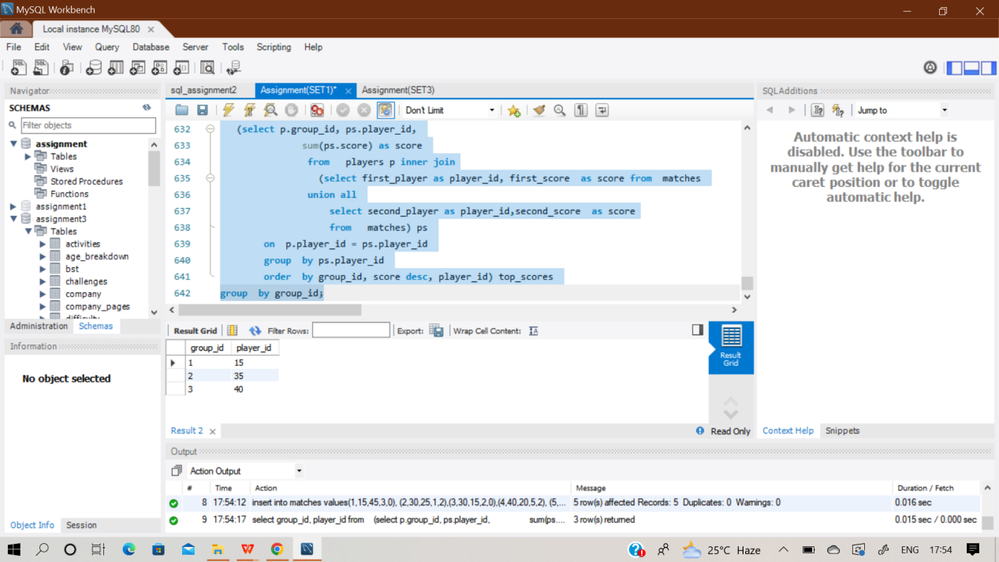 MySQL Workbench
Local instance MySQL80
File Edit View Query Database Server Tools Scripting Help
Navigator
SCHEMAS
Filter objects
assignment
Tables
Views
Stored Procedures
Functions
assignment1
assignment3
Tables
activities
age_breakdown
bst
challenges
company
company_pages
difficulty
Administration Schemas
Information
No object selected
Object Info Session
sql_assignment2 Assignment(SET1)* Assignment(SET3)
Don't Limit
632 (select p.group_id, ps.player_id,
633 sum(ps.score) as score
634 from players p inner join
635 (select first_player as player_id, first_score as score from matches
636 union all
637 select second_player as player_id,second_score as score
638 from matches) ps
639 on p.player_id = ps.player_id
640 group by ps.player_id
641 order by group_id, score desc, player_id) top_scores
642 group by group_id;
Result Grid Filter Rows: Export: Wrap Cell Content:
group_id player_id
1 15
2 35
3 40
Result Grid
Result 2 Read Only
SQLAdditions
Jump to
Automatic context help is
disabled. Use the toolbar to
manually get help for the current
caret position or to toggle
automatic help.
Context Help Snippets
Output
Action Output
# Time Action Message Duration / Fetch
8 17:54:12 insert into matches values(1,15,45,3,0), (2,30,25,1,2),(3,30,15,2,0),(4,40,20,5,2), (5,... 5 row(s) affected Records: 5 Duplicates: 0 Warnings: 0 0.016 sec
9 17:54:17 select group_id, player_id from (select p.group_id, ps.player_id, sum(ps.... 3 row(s) returned 0.015 sec / 0.000 sec
25°C Haze ENG 17:54